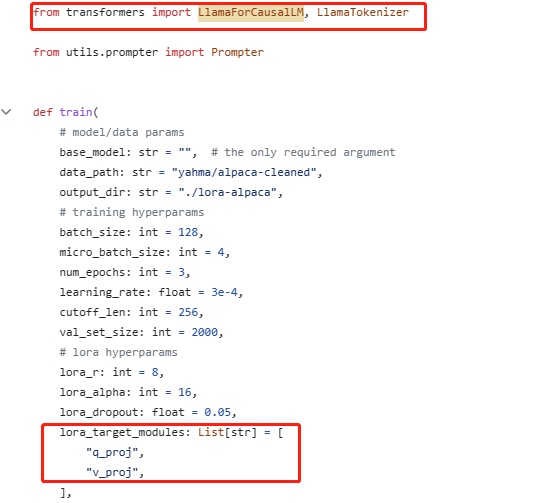 from transformers import LlamaForCausalLM, LlamaTokenizer
from utils.prompter import Prompter
def train(
# model/data params
base_model: str = "",  # the only required argument
data_path: str = "yahma/alpaca-cleaned",
output_dir: str = "./lora-alpaca",
# training hyperparams
batch_size: int = 128,
micro_batch_size: int = 4,
num_epochs: int = 3,
learning_rate: float = 3e-4,
cutoff_len: int = 256,
val_set_size: int = 2000,
# lora hyperparams
lora_r: int = 8,
lora_alpha: int = 16,
lora_dropout: float = 0.05,
lora_target_modules: List[str] = [
"q_proj",
"v_proj",
],